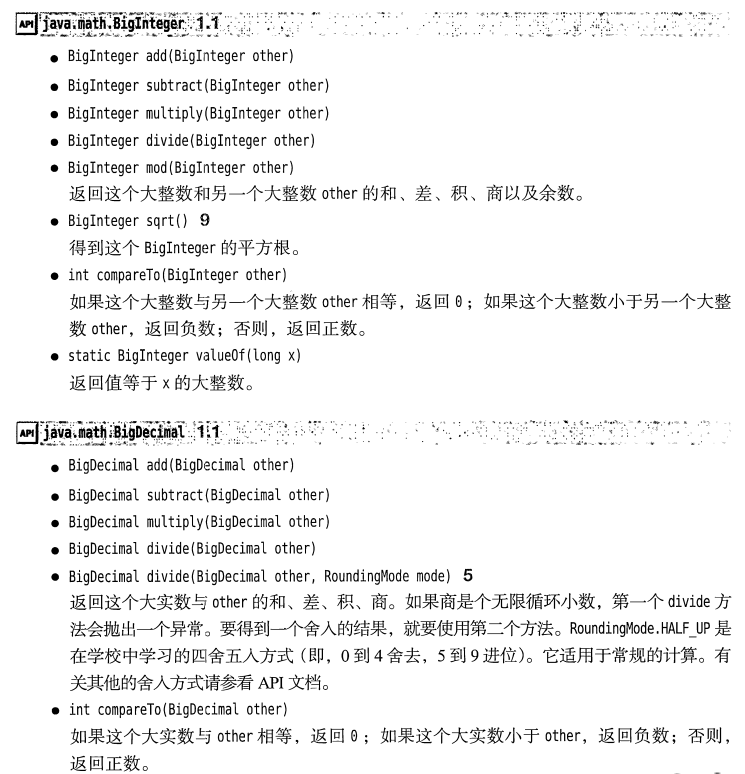 API java.math.BigInteger 1.1
● BigInteger add(BigInteger other)
● BigInteger subtract(BigInteger other)
● BigInteger multiply(BigInteger other)
● BigInteger divide(BigInteger other)
● BigInteger mod(BigInteger other)
返回这个大整数和另一个大整数 other 的和、差、积、商以及余数。
● BigInteger sqrt() 9
得到这个 BigInteger 的平方根。
● int compareTo(BigInteger other)
如果这个大整数与另一个大整数 other 相等，返回 0；如果这个大整数小于另一个大整
数 other，返回负数；否则，返回正数。
● static BigInteger valueOf(long x)
返回值等于 x 的大整数。
API java.math.BigDecimal 1.1
● BigDecimal add(BigDecimal other)
● BigDecimal subtract(BigDecimal other)
● BigDecimal multiply(BigDecimal other)
● BigDecimal divide(BigDecimal other)
● BigDecimal divide(BigDecimal other, RoundingMode mode) 5
返回这个大实数与 other 的和、差、积、商。如果商是个无限循环小数，第一个 divide 方
法会抛出一个异常。要得到一个舍入的结果，就要使用第二个方法。RoundingMode.HALF_UP 是
在学校中学习的四舍五入方式（即，0 到 4 舍去，5 到 9 进位）。它适用于常规的计算。有
关其他的舍入方式请参看 API 文档。
● int compareTo(BigDecimal other)
如果这个大实数与 other 相等，返回 0；如果这个大实数小于 other，返回负数；否则，
返回正数。